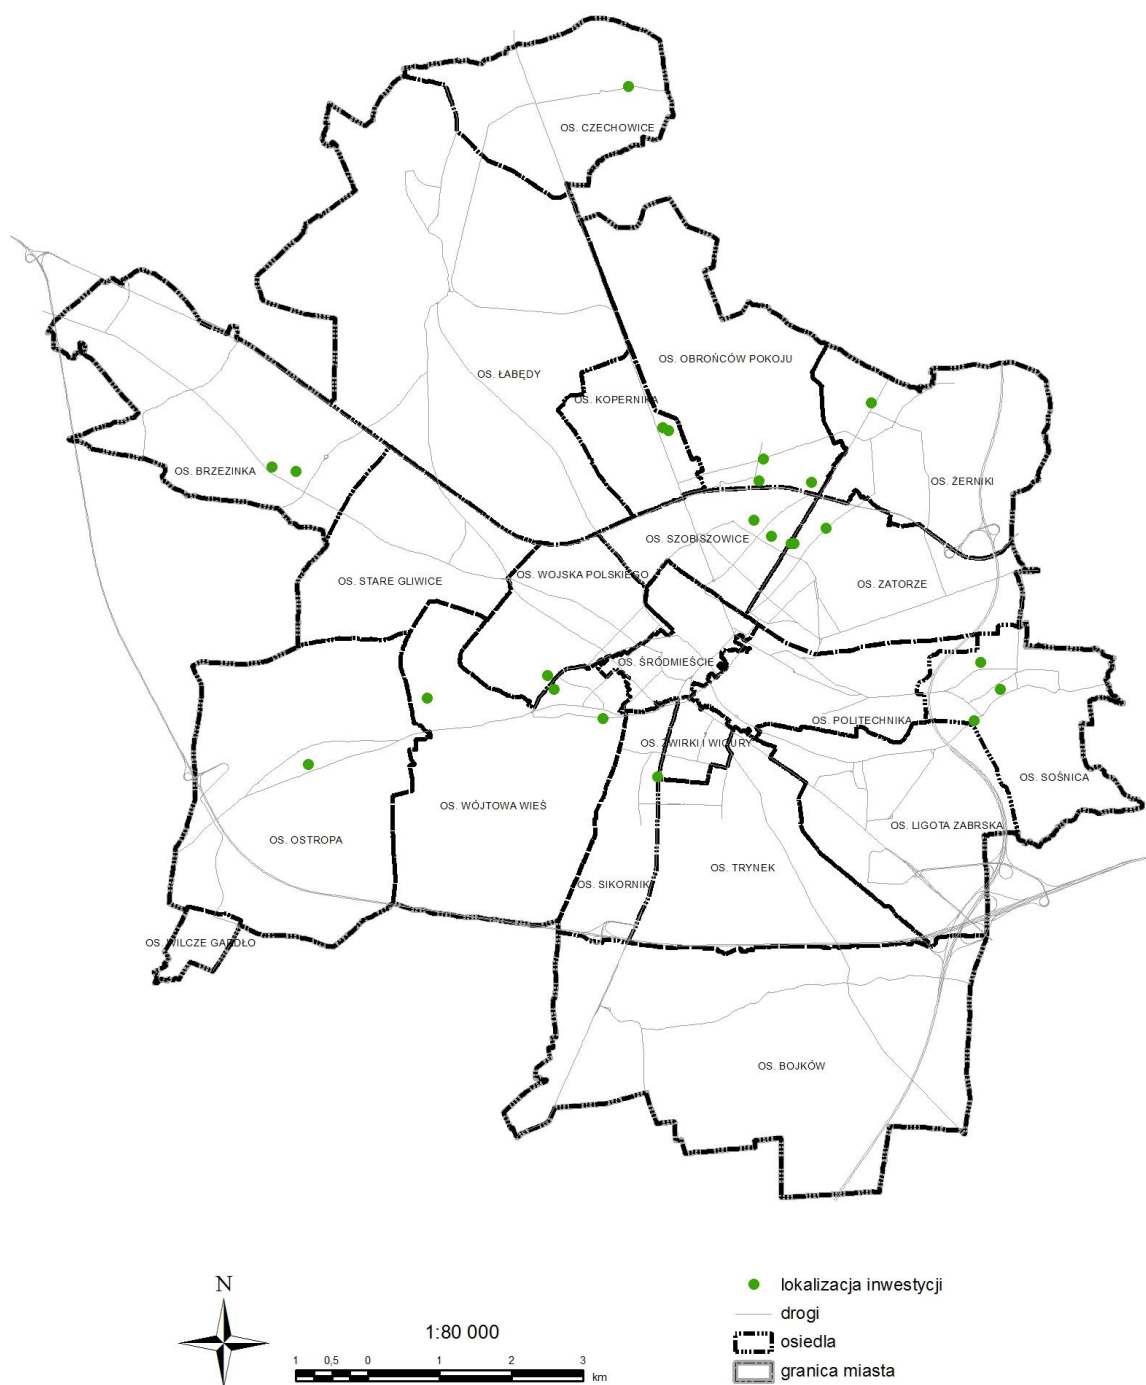 OS. CZECHOWICE
OS. OBROŃCÓW POKOJU
OS. ŁABĘDY
OS. KOPERNIKA
OS. BRZEZINKA
OS. ŻERNIKI
OS. SZOBISZOWICE
OS. STARE GLIWICE
OS. WOJSKA POLSKIEGO
OS. ZATORZE
OS. ŚRÓDMIEŚCIE
OS. POLITECHNIKA
OS. ŻWIRKI I WIGURY
OS. SOŚNICA
OS. WÓJTOWA WIEŚ
OS. LIGOTA ZABRSKA
OS. OSTROPA
OS. TRYNEK
OS. SIKORNIK
OS. WILCZE GARDŁO
OS. BOJKÓW
N
1:80 000
1 0,5 0 1 2 3
km
lokalizacja inwestycji
drogi
osiedla
granica miasta